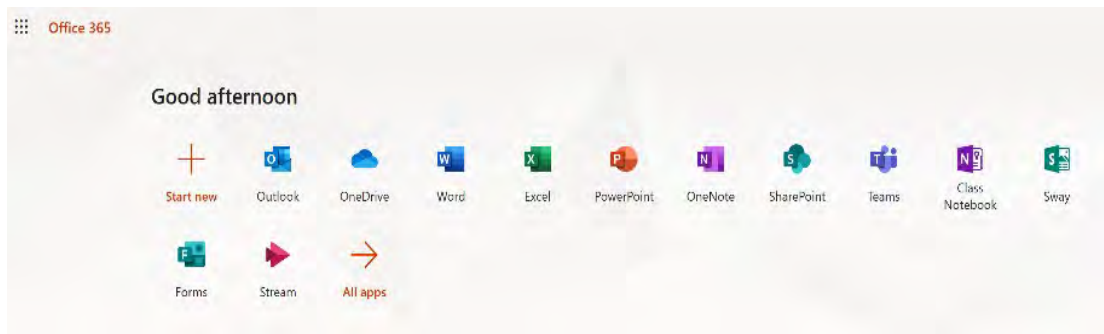 Office 365
Good afternoon
Start new
Outlook
OneDrive
Word
Excel
PowerPoint
OneNote
SharePoint
Teams
Class
Notebook
Sway
Forms
Stream
All apps